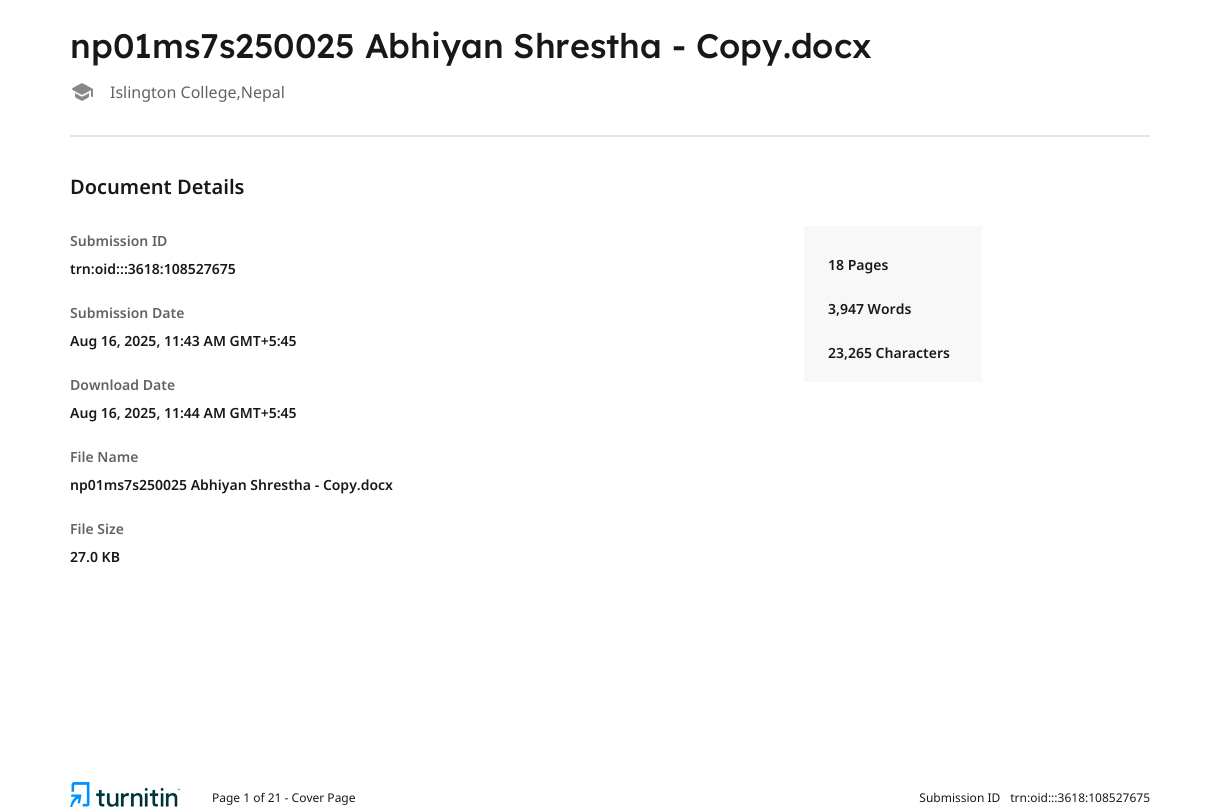 np01ms7s250025 Abhiyan Shrestha - Copy.docx
Islington College,Nepal
Document Details
Submission ID
trn:oid:::3618:108527675
Submission Date
Aug 16, 2025, 11:43 AM GMT+5:45
Download Date
Aug 16, 2025, 11:44 AM GMT+5:45
File Name
np01ms7s250025 Abhiyan Shrestha - Copy.docx
File Size
27.0 KB
18 Pages
3,947 Words
23,265 Characters
turnitin Page 1 of 21 - Cover Page Submission ID trn:oid:::3618:108527675